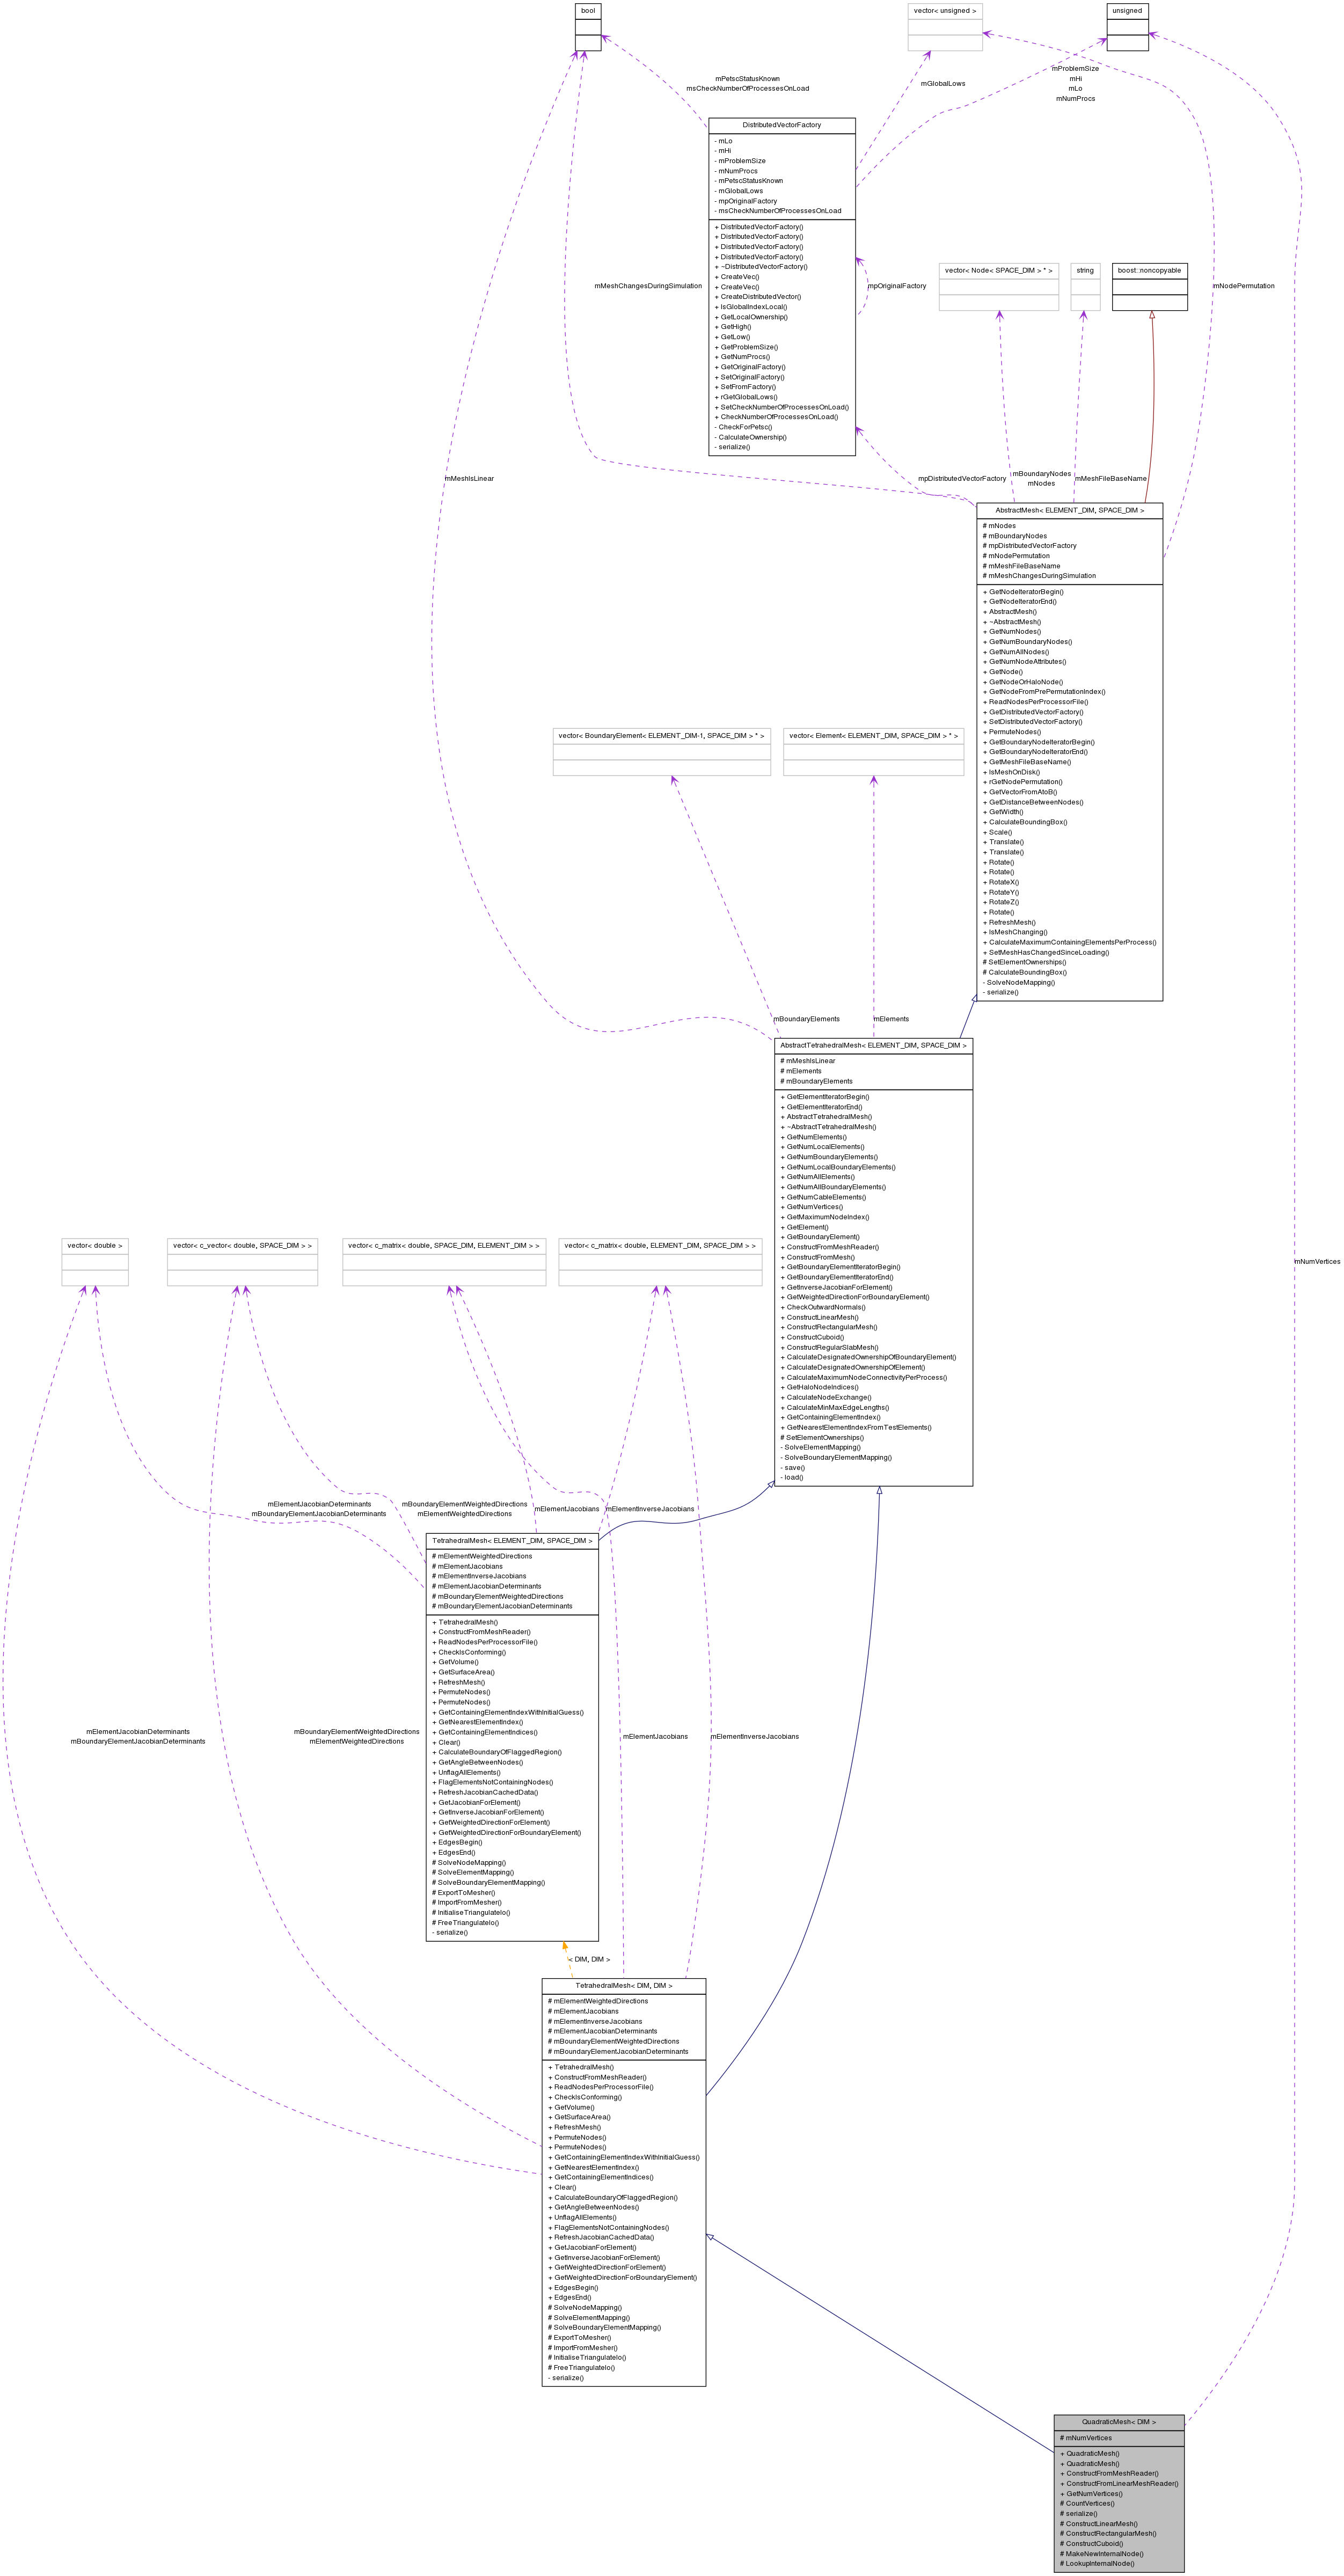 bool
vector< unsigned >
unsigned
mPetscStatusKnown
msCheckNumberOfProcessesOnLoad
mGlobalLows
mProblemSize
mHi
mLo
mNumProcs
DistributedVectorFactory
- mLo
- mHi
- mProblemSize
- mNumProcs
- mPetscStatusKnown
- mGlobalLows
- mpOriginalFactory
- msCheckNumberOfProcessesOnLoad
+ DistributedVectorFactory()
+ DistributedVectorFactory()
+ DistributedVectorFactory()
+ DistributedVectorFactory()
+ ~DistributedVectorFactory()
+ CreateVec()
+ CreateVec()
+ CreateDistributedVector()
+ IsGlobalIndexLocal()
+ GetLocalOwnership()
+ GetHigh()
+ GetLow()
+ GetProblemSize()
+ GetNumProcs()
+ GetOriginalFactory()
+ SetOriginalFactory()
+ SetFromFactory()
+ rGetGlobalLows()
+ SetCheckNumberOfProcessesOnLoad()
+ CheckNumberOfProcessesOnLoad()
- CheckForPetsc()
- CalculateOwnership()
- serialize()
vector< Node< SPACE_DIM > * >
string
boost::noncopyable
mMeshChangesDuringSimulation
mpOriginalFactory
mNodePermutation
mMeshIsLinear
mpDistributedVectorFactory
mBoundaryNodes
mNodes
mMeshFileBaseName
AbstractMesh< ELEMENT_DIM, SPACE_DIM >
# mNodes
# mBoundaryNodes
# mpDistributedVectorFactory
# mNodePermutation
# mMeshFileBaseName
# mMeshChangesDuringSimulation
+ GetNodeIteratorBegin()
+ GetNodeIteratorEnd()
+ AbstractMesh()
+ ~AbstractMesh()
+ GetNumNodes()
+ GetNumBoundaryNodes()
+ GetNumAllNodes()
+ GetNumNodeAttributes()
+ GetNode()
+ GetNodeOrHaloNode()
+ GetNodeFromPrePermutationIndex()
+ ReadNodesPerProcessorFile()
+ GetDistributedVectorFactory()
+ SetDistributedVectorFactory()
+ PermuteNodes()
+ GetBoundaryNodeIteratorBegin()
+ GetBoundaryNodeIteratorEnd()
+ GetMeshFileBaseName()
+ IsMeshOnDisk()
+ rGetNodePermutation()
+ GetVectorFromAtoB()
+ GetDistanceBetweenNodes()
+ GetWidth()
+ CalculateBoundingBox()
+ Scale()
+ Translate()
+ Translate()
+ Rotate()
+ Rotate()
+ RotateX()
+ RotateY()
+ RotateZ()
+ Rotate()
+ RefreshMesh()
+ IsMeshChanging()
+ CalculateMaximumContainingElementsPerProcess()
+ SetMeshHasChangedSinceLoading()
# SetElementOwnerships()
# CalculateBoundingBox()
- SolveNodeMapping()
- serialize()
vector< BoundaryElement< ELEMENT_DIM-1, SPACE_DIM > * >
vector< Element< ELEMENT_DIM, SPACE_DIM > * >
mBoundaryElements
mElements
AbstractTetrahedralMesh< ELEMENT_DIM, SPACE_DIM >
# mMeshIsLinear
# mElements
# mBoundaryElements
+ GetElementIteratorBegin()
+ GetElementIteratorEnd()
+ AbstractTetrahedralMesh()
+ ~AbstractTetrahedralMesh()
+ GetNumElements()
+ GetNumLocalElements()
+ GetNumBoundaryElements()
+ GetNumLocalBoundaryElements()
+ GetNumAllElements()
+ GetNumAllBoundaryElements()
+ GetNumCableElements()
+ GetNumVertices()
+ GetMaximumNodeIndex()
+ GetElement()
+ GetBoundaryElement()
+ ConstructFromMeshReader()
+ ConstructFromMesh()
+ GetBoundaryElementIteratorBegin()
+ GetBoundaryElementIteratorEnd()
+ GetInverseJacobianForElement()
+ GetWeightedDirectionForBoundaryElement()
+ CheckOutwardNormals()
+ ConstructLinearMesh()
+ ConstructRectangularMesh()
+ ConstructCuboid()
+ ConstructRegularSlabMesh()
+ CalculateDesignatedOwnershipOfBoundaryElement()
+ CalculateDesignatedOwnershipOfElement()
+ CalculateMaximumNodeConnectivityPerProcess()
+ GetHaloNodeIndices()
+ CalculateNodeExchange()
+ CalculateMinMaxEdgeLengths()
+ GetContainingElementIndex()
+ GetNearestElementIndexFromTestElements()
# SetElementOwnerships()
- SolveElementMapping()
- SolveBoundaryElementMapping()
- save()
- load()
mNumVertices
vector< double >
vector< c_vector< double, SPACE_DIM > >
vector< c_matrix< double, SPACE_DIM, ELEMENT_DIM > >
vector< c_matrix< double, ELEMENT_DIM, SPACE_DIM > >
mElementJacobianDeterminants
mBoundaryElementJacobianDeterminants
mBoundaryElementWeightedDirections
mElementWeightedDirections
mElementJacobians
mElementInverseJacobians
TetrahedralMesh< ELEMENT_DIM, SPACE_DIM >
# mElementWeightedDirections
# mElementJacobians
# mElementInverseJacobians
# mElementJacobianDeterminants
# mBoundaryElementWeightedDirections
# mBoundaryElementJacobianDeterminants
+ TetrahedralMesh()
+ ConstructFromMeshReader()
+ ReadNodesPerProcessorFile()
+ CheckIsConforming()
+ GetVolume()
+ GetSurfaceArea()
+ RefreshMesh()
+ PermuteNodes()
+ PermuteNodes()
+ GetContainingElementIndexWithInitialGuess()
+ GetNearestElementIndex()
+ GetContainingElementIndices()
+ Clear()
+ CalculateBoundaryOfFlaggedRegion()
+ GetAngleBetweenNodes()
+ UnflagAllElements()
+ FlagElementsNotContainingNodes()
+ RefreshJacobianCachedData()
+ GetJacobianForElement()
+ GetInverseJacobianForElement()
+ GetWeightedDirectionForElement()
+ GetWeightedDirectionForBoundaryElement()
+ EdgesBegin()
+ EdgesEnd()
# SolveNodeMapping()
# SolveElementMapping()
# SolveBoundaryElementMapping()
# ExportToMesher()
# ImportFromMesher()
# InitialiseTriangulateIo()
# FreeTriangulateIo()
- serialize()
mElementJacobianDeterminants
mBoundaryElementJacobianDeterminants
mBoundaryElementWeightedDirections
mElementWeightedDirections
mElementJacobians
mElementInverseJacobians
< DIM, DIM >
TetrahedralMesh< DIM, DIM >
# mElementWeightedDirections
# mElementJacobians
# mElementInverseJacobians
# mElementJacobianDeterminants
# mBoundaryElementWeightedDirections
# mBoundaryElementJacobianDeterminants
+ TetrahedralMesh()
+ ConstructFromMeshReader()
+ ReadNodesPerProcessorFile()
+ CheckIsConforming()
+ GetVolume()
+ GetSurfaceArea()
+ RefreshMesh()
+ PermuteNodes()
+ PermuteNodes()
+ GetContainingElementIndexWithInitialGuess()
+ GetNearestElementIndex()
+ GetContainingElementIndices()
+ Clear()
+ CalculateBoundaryOfFlaggedRegion()
+ GetAngleBetweenNodes()
+ UnflagAllElements()
+ FlagElementsNotContainingNodes()
+ RefreshJacobianCachedData()
+ GetJacobianForElement()
+ GetInverseJacobianForElement()
+ GetWeightedDirectionForElement()
+ GetWeightedDirectionForBoundaryElement()
+ EdgesBegin()
+ EdgesEnd()
# SolveNodeMapping()
# SolveElementMapping()
# SolveBoundaryElementMapping()
# ExportToMesher()
# ImportFromMesher()
# InitialiseTriangulateIo()
# FreeTriangulateIo()
- serialize()
QuadraticMesh< DIM >
# mNumVertices
+ QuadraticMesh()
+ QuadraticMesh()
+ ConstructFromMeshReader()
+ ConstructFromLinearMeshReader()
+ GetNumVertices()
# CountVertices()
# serialize()
# ConstructLinearMesh()
# ConstructRectangularMesh()
# ConstructCuboid()
# MakeNewInternalNode()
# LookupInternalNode()